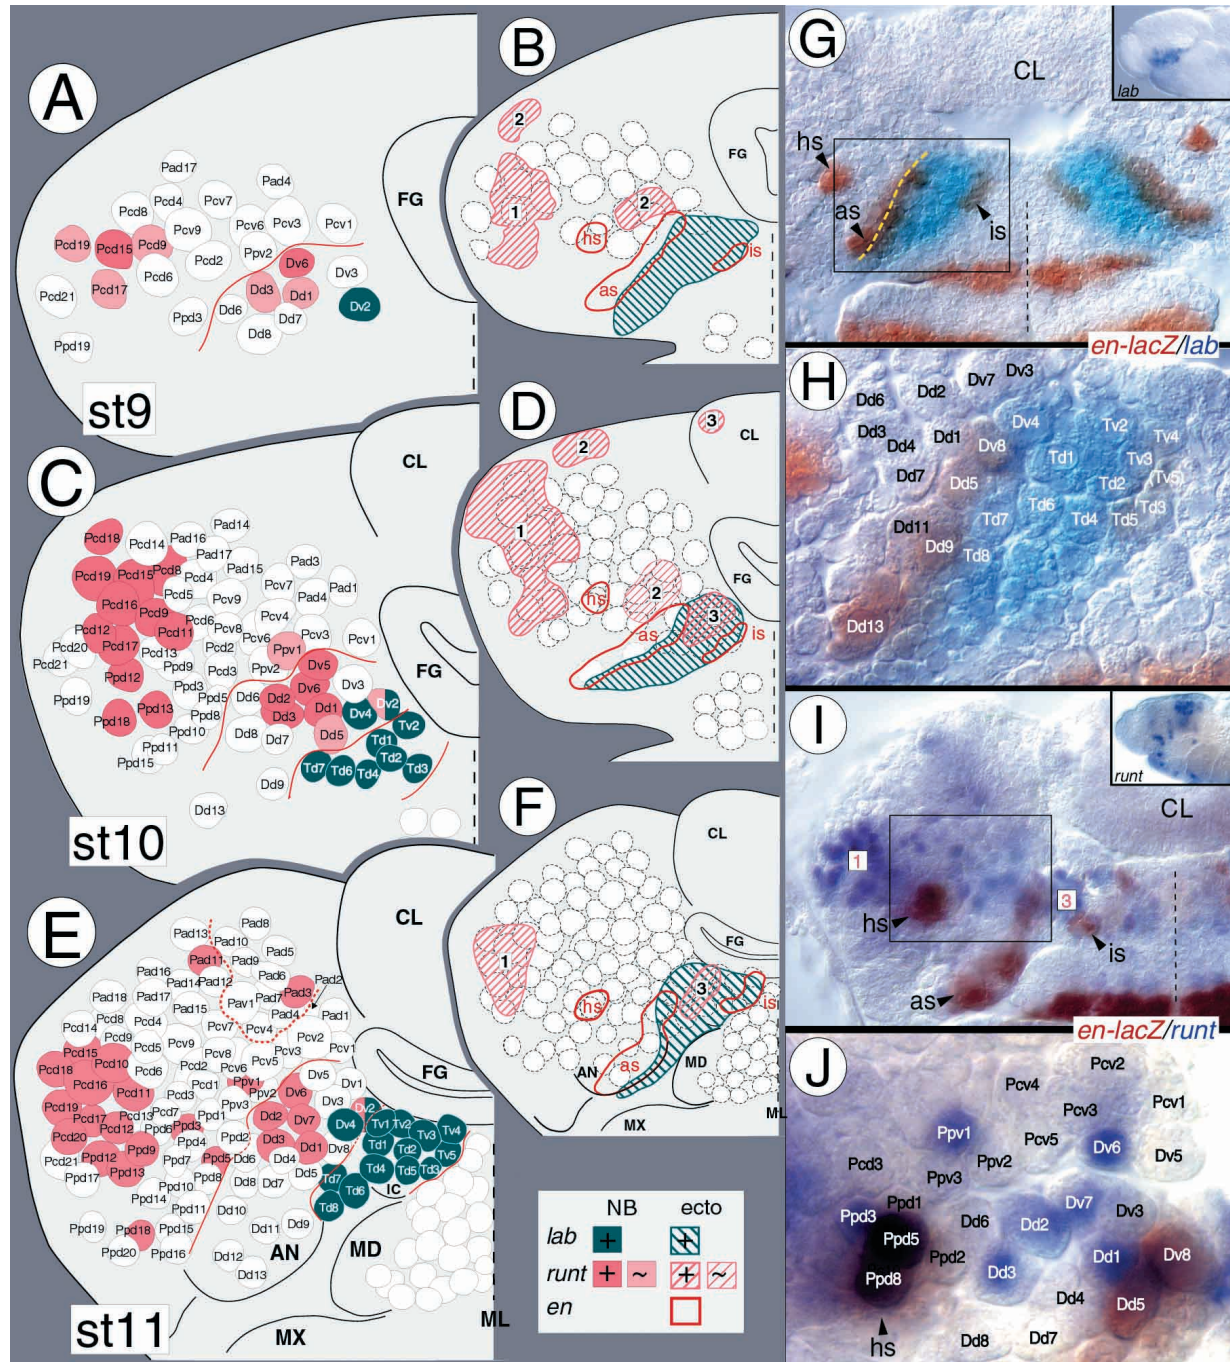 A
Pad17
Pcd4
Pad4
Pcd8
Pcv7
Pcv9
Pcv6
Pcv3
Pcv1
Pcd19
Pcd15
Pcd9
Pcd2
Ppv2
Pcd6
Dv6
Dv3
Pcd17
Dd3
Dd1
Dv2
Pcd21
Ppd3
Dd6
Dd7
Dd8
Ppd19
FG
st9
B
2
FG
1
2
hs
is
as
C
CL
Pcd18
Pad14
Pcd14
Pad16
Pad17
Pad3
Pcd19
Pcd15
Pcd8
Pcd4
Pad15
Pcd5
Pcv7
Pad4
Pad1
Pcd16
Pcv9
Pcd9
Pcd12
Pcd11
Pcd6
Pcv8
Pcv4
Pcd20
Pcd17
Pcd13
Pcd2
Pcv6
Pcv3
Pcv1
Pcd21
Ppd9
Pcd3
Ppv2
Ppv1
Dv5
Ppd12
Ppd3
Dv3
Ppd19
Ppd5
Dd6
Dd2
Dv6
Dv2
Ppd18
Ppd13
Ppd8
Dd3
Dd1
Dv4
Ppd10
Dd8
Dd7
Dd5
Td1
Tv2
Ppd11
Ppd15
Td2
Td7
Td6
Td4
Td3
Dd9
Dd13
FG
st10
D
3
CL
2
1
FG
hs
2
3
as
is
E
CL
Pad8
Pad13
Pad10
Pad5
Pad11
Pad9
Pad16
Pad6
Pad2
Pad14
Pad12
Pad3
Pad18
Pad17
Pav1
Pad7
Pad15
Pad4
Pad1
Pcd8
Pcd4
Pcd14
Pcv7
Pcv4
Pcv2
Pcd9
Pcd5
Pcv9
Pcv3
Pcv1
Pcd15
Pcv8
Pcv5
Pcd18
Pcd10
Pcd6
Pcd2
Pcv6
Dv5
FG
Pcd16
Pcd11
Pcd1
Ppv1
Dv1
Pcd3
Ppv2
Dv6
Dv3
Pcd19
Pcd17
Pcd13
Pcd7
Ppd1
Ppv3
Dv2
Pcd12
Ppd3
Dd2
Dv7
Dv4
Tv1
Tv2
Tv3
Tv4
Pcd20
Ppd9
Ppd4
Ppd2
Dd3
Dd1
Dv8
Td1
Td2
Pcd21
Ppd12
Ppd7
Ppd5
Dd6
Dd4
Tv5
Ppd17
Ppd13
Ppd8
Dd5
Td4
Td5
Td3
Ppd14
Ppd10
Dd8
Dd7
Td7
Td6
IC
Ppd11
Dd10
Td8
Ppd19
Ppd18
Ppd15
Dd11
Dd9
Ppd20
Ppd16
Dd12
Dd13
AN
MD
st11
MX
ML
F
CL
1
FG
3
hs
is
as
AN
MD
MX
ML
NB ecto
lab + +
runt + ~ + ~
en
G
CL
lab
hs
as
is
en-lacZ/lab
H
Dv7
Dv3
Dd2
Dd6
Dv4
Tv2
Dd3
Dd1
Tv4
Dd4
Dv8
Td1
Tv3
Dd7
Dd5
Td2
(Tv5)
Td6
Td3
Dd11
Td7
Td4
Td5
Dd9
Td8
Dd13
I
runt
CL
1
3
hs
is
as
en-lacZ/runt
J
Pcv2
Pcv4
Pcv3
Pcv1
Ppv1
Pcv5
Dv6
Dv5
Pcd3
Ppv2
Ppv3
Ppd1
Dv7
Dv3
Ppd3
Dd6
Dd2
Ppd5
Ppd2
Dd1
Dv8
Ppd8
Dd3
Dd4
Dd5
hs
Dd8
Dd7